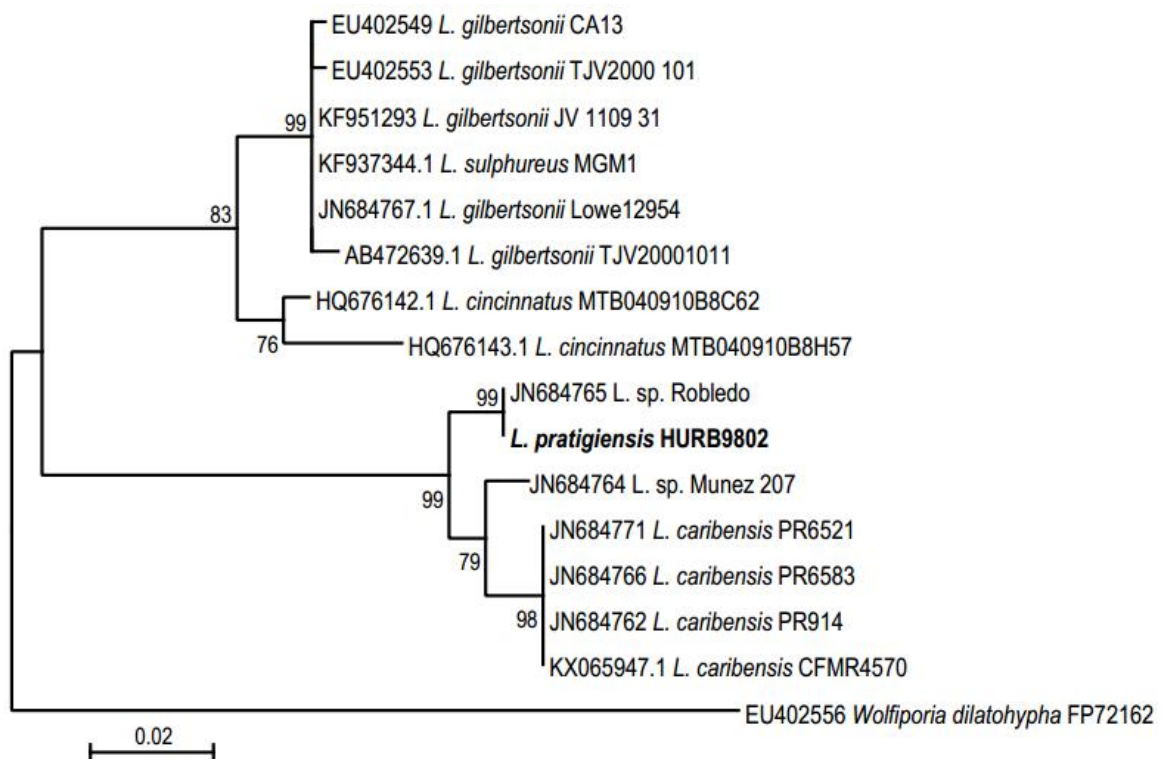 EU402549 L. gilbertsonii CA13
EU402553 L. gilbertsonii TJV2000 101
KF951293 L. gilbertsonii JV 1109 31
99
KF937344.1 L. sulphureus MGM1
JN684767.1 L. gilbertsonii Lowe12954
83
AB472639.1 L. gilbertsonii TJV20001011
HQ676142.1 L. cincinnatus MTB040910B8C62
76
HQ676143.1 L. cincinnatus MTB040910B8H57
99
JN684765 L. sp. Robledo
L. pratigiensis HURB9802
JN684764 L. sp. Munez 207
99
JN684771 L. caribensis PR6521
79
JN684766 L. caribensis PR6583
98
JN684762 L. caribensis PR914
KX065947.1 L. caribensis CFMR4570
EU402556 Wolfiporia dilatohypha FP72162
0.02